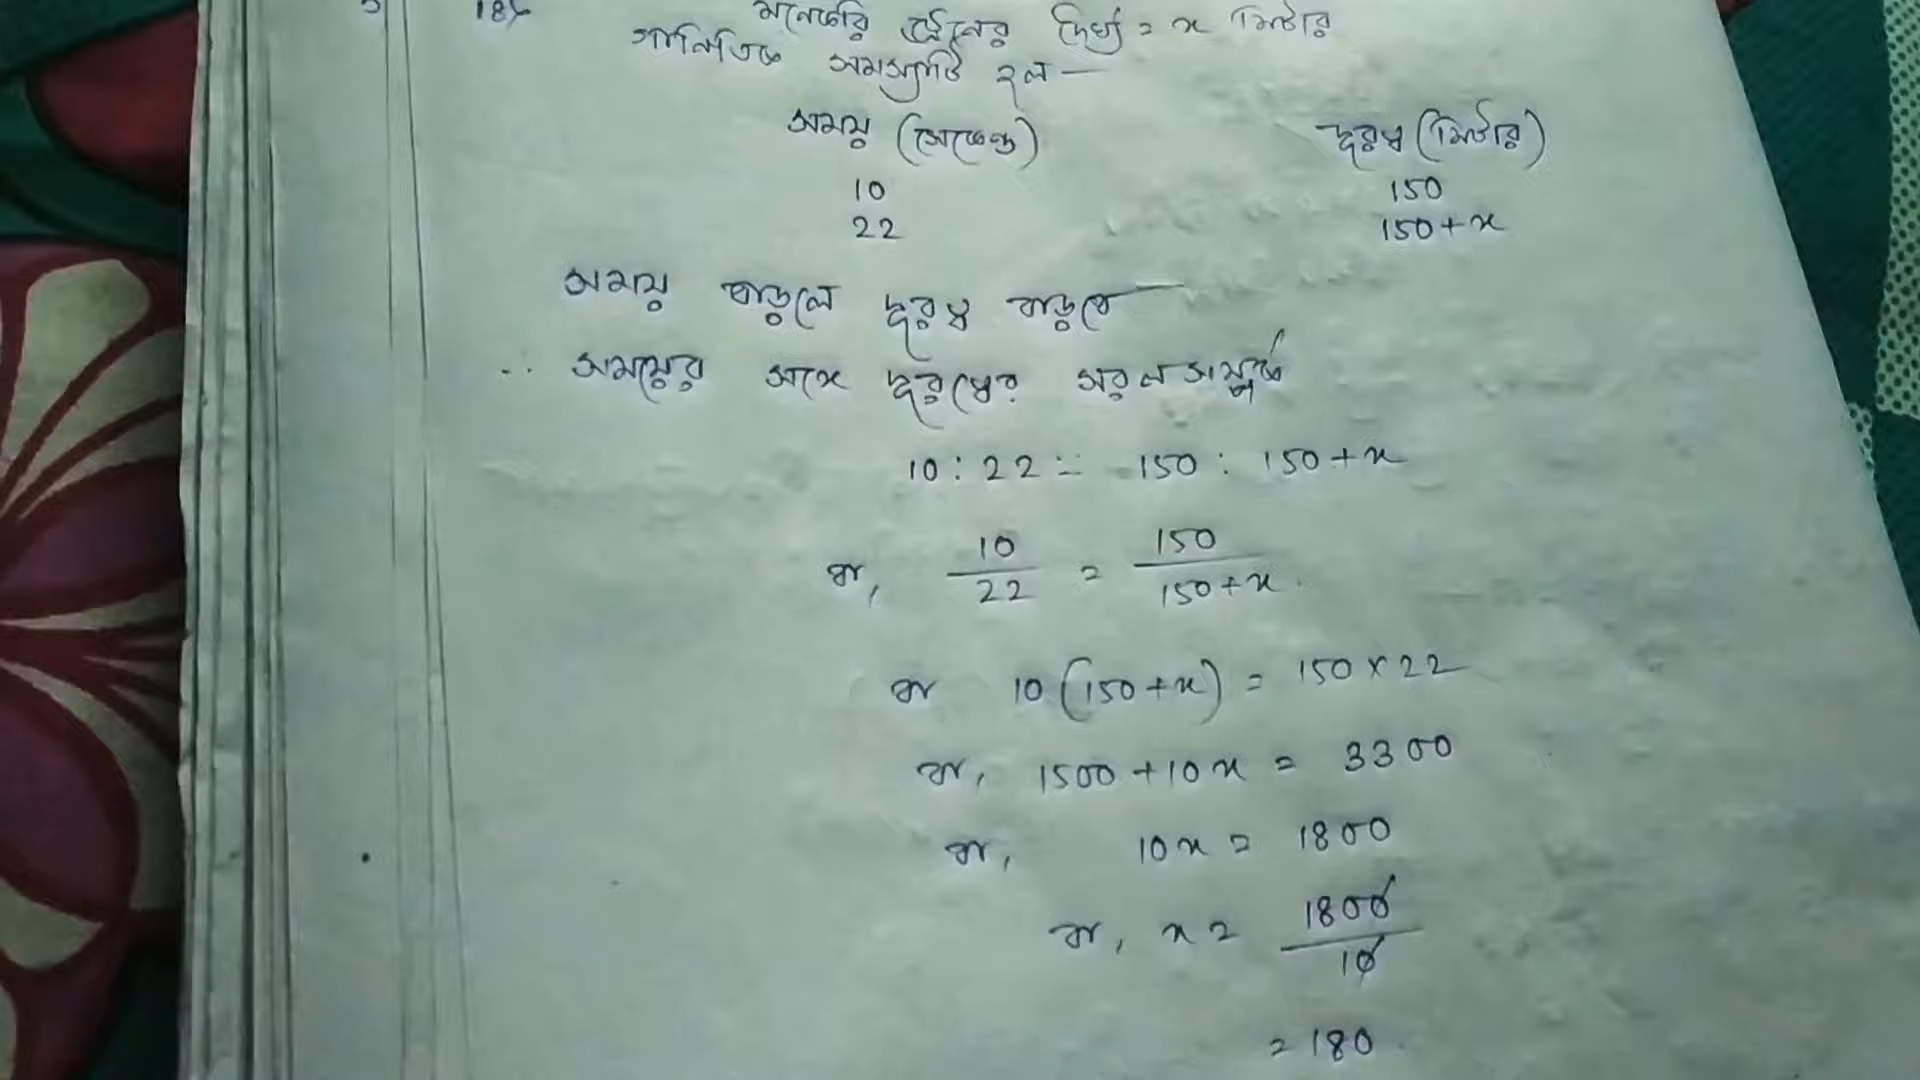 18) মনেকরি ট্রেনের দৈর্ঘ্য = x মিটার
গানিতিক সমস্যাটি হল —
সময় (সেকেন্ড) দূরত্ব (মিটার)
10 150
22 150+x
সময় বাড়লে দূরত্ব বাড়বে —
∴ সময়ের সাথে দূরত্বের সরল সম্পর্ক
10 : 22 :: 150 : 150+x
বা, 10/22 = 150/150+x
বা 10(150+x) = 150×22
বা, 1500+10x = 3300
বা, 10x = 1800
বা, x = 1800/10
= 180